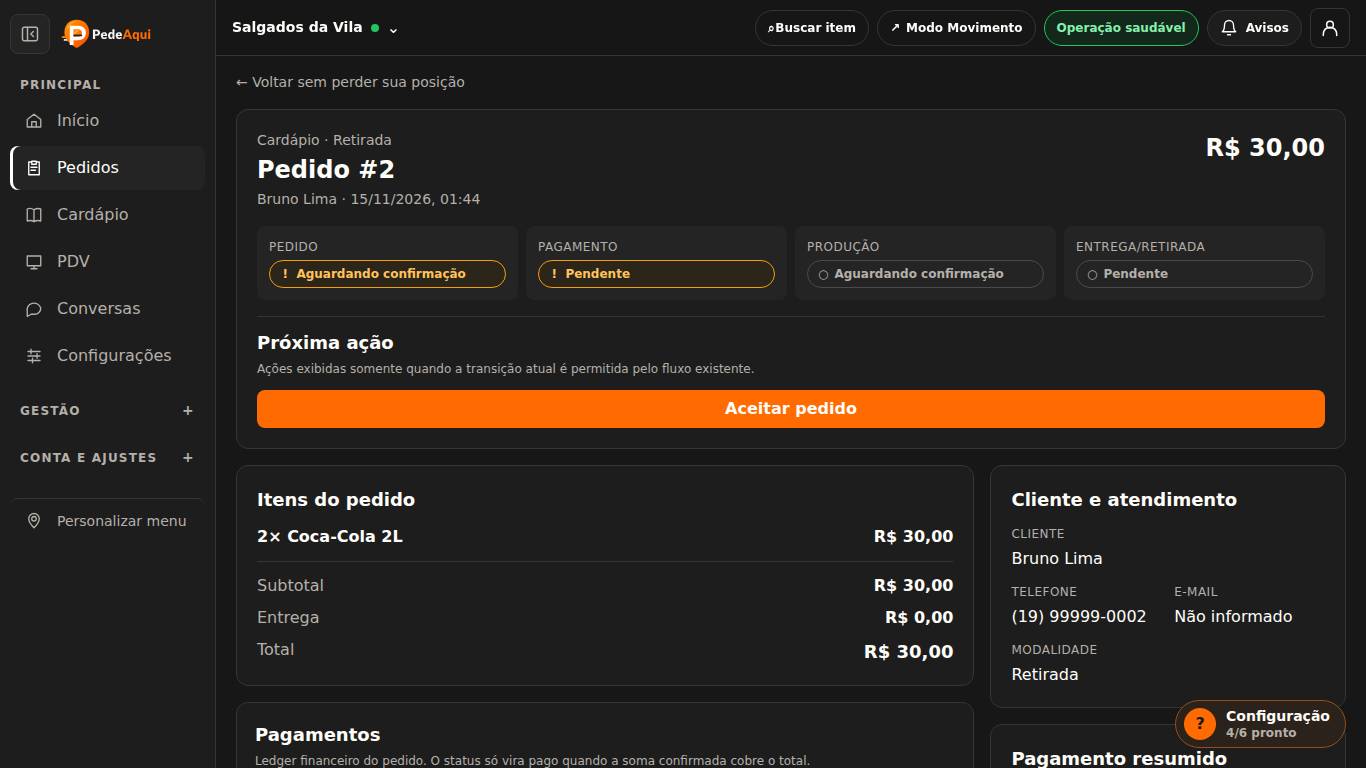 PedeAqui
Salgados da Vila
Buscar item
↗ Modo Movimento
Operação saudável
Avisos
PRINCIPAL
Início
Pedidos
Cardápio
PDV
Conversas
Configurações
GESTÃO +
CONTA E AJUSTES +
Personalizar menu
← Voltar sem perder sua posição
Cardápio · Retirada
Pedido #2
R$ 30,00
Bruno Lima · 15/11/2026, 01:44
PEDIDO
! Aguardando confirmação
PAGAMENTO
! Pendente
PRODUÇÃO
○ Aguardando confirmação
ENTREGA/RETIRADA
○ Pendente
Próxima ação
Ações exibidas somente quando a transição atual é permitida pelo fluxo existente.
Aceitar pedido
Itens do pedido
2× Coca-Cola 2L R$ 30,00
Subtotal R$ 30,00
Entrega R$ 0,00
Total R$ 30,00
Pagamentos
Ledger financeiro do pedido. O status só vira pago quando a soma confirmada cobre o total.
Cliente e atendimento
CLIENTE
Bruno Lima
TELEFONE E-MAIL
(19) 99999-0002 Não informado
MODALIDADE
Retirada
Pagamento resumido
? Configuração
4/6 pronto